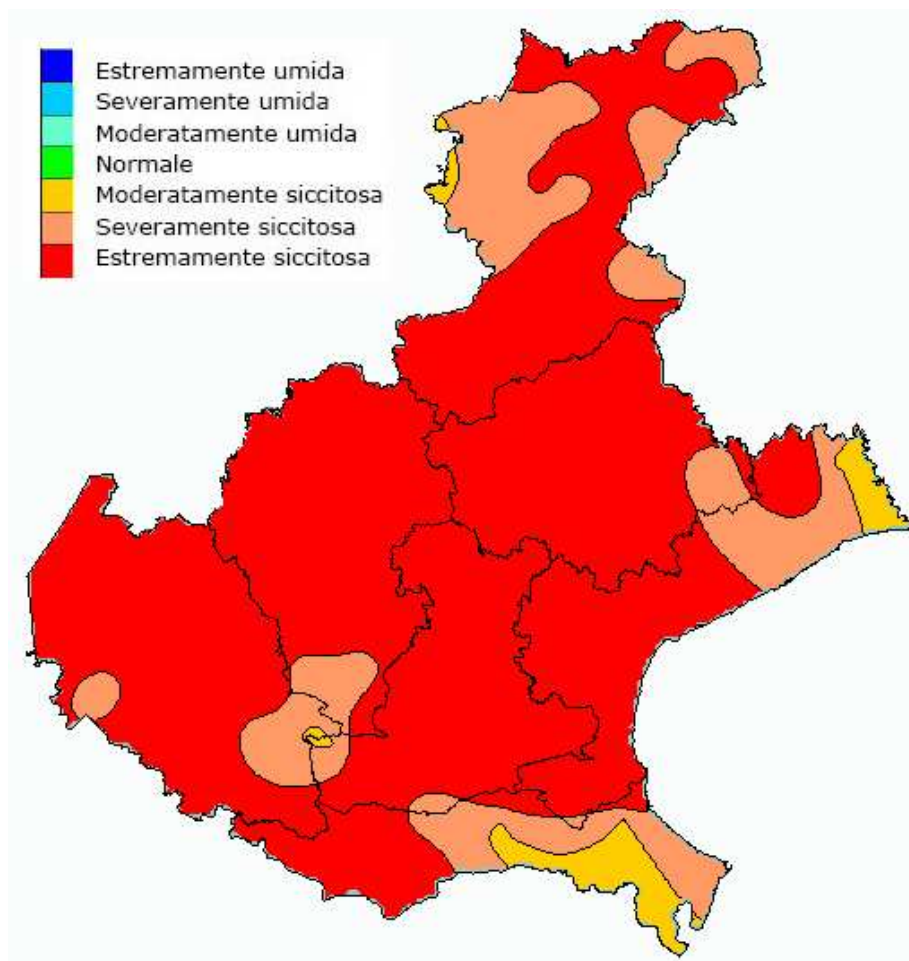 Estremamente umida
Severamente umida
Moderatamente umida
Normale
Moderatamente siccitosa
Severamente siccitosa
Estremamente siccitosa